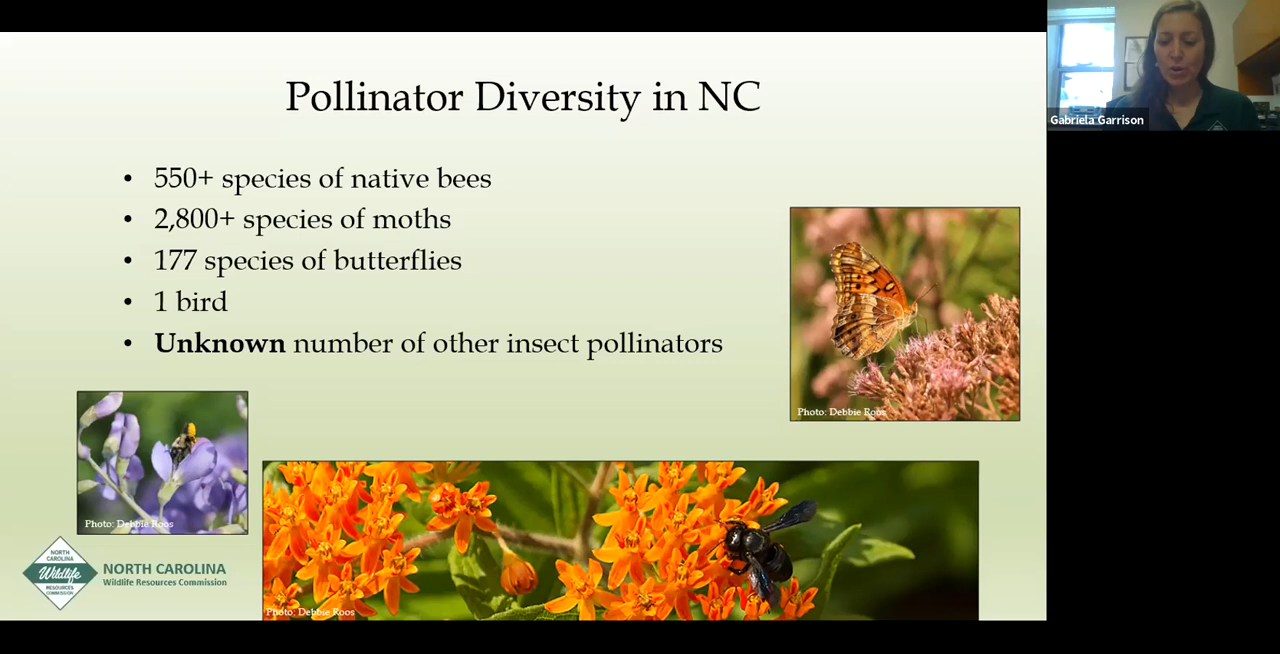 Pollinator Diversity in NC
Gabriela Garrison
• 550+ species of native bees
• 2,800+ species of moths
• 177 species of butterflies
• 1 bird
• Unknown number of other insect pollinators
Photo: Debbie Roos
Photo: Debbie Roos
Photo: Debbie Roos
NORTH
CAROLINA
Wildlife
RESOURCES
COMMISSION
NORTH CAROLINA
Wildlife Resources Commission